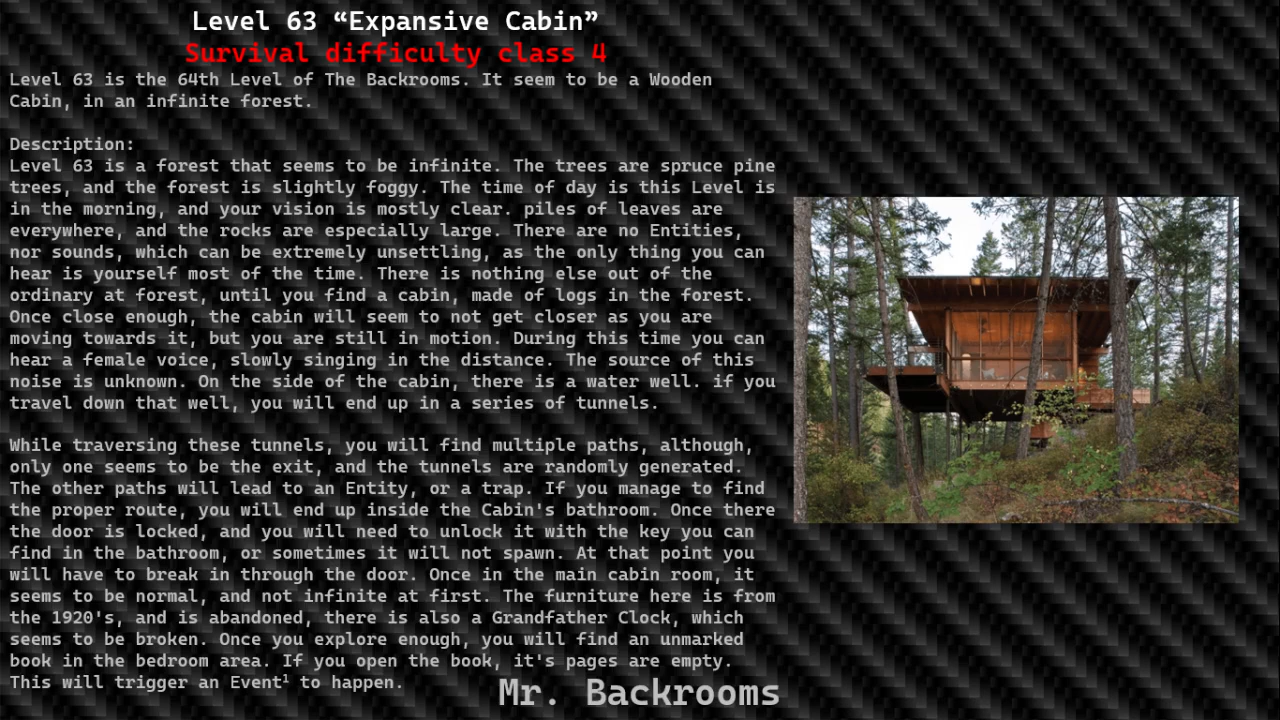 Level 63 “Expansive Cabin”
Survival difficulty class 4
Level 63 is the 64th Level of The Backrooms. It seem to be a Wooden
Cabin, in an infinite forest.
Description:
Level 63 is a forest that seems to be infinite. The trees are spruce pine
trees, and the forest is slightly foggy. The time of day is this Level is
in the morning, and your vision is mostly clear. piles of leaves are
everywhere, and the rocks are especially large. There are no Entities,
nor sounds, which can be extremely unsettling, as the only thing you can
hear is yourself most of the time. There is nothing else out of the
ordinary at forest, until you find a cabin, made of logs in the forest.
Once close enough, the cabin will seem to not get closer as you are
moving towards it, but you are still in motion. During this time you can
hear a female voice, slowly singing in the distance. The source of this
noise is unknown. On the side of the cabin, there is a water well. if you
travel down that well, you will end up in a series of tunnels.
While traversing these tunnels, you will find multiple paths, although,
only one seems to be the exit, and the tunnels are randomly generated.
The other paths will lead to an Entity, or a trap. If you manage to find
the proper route, you will end up inside the Cabin's bathroom. Once there
the door is locked, and you will need to unlock it with the key you can
find in the bathroom, or sometimes it will not spawn. At that point you
will have to break in through the door. Once in the main cabin room, it
seems to be normal, and not infinite at first. The furniture here is from
the 1920's, and is abandoned, there is also a Grandfather Clock, which
seems to be broken. Once you explore enough, you will find an unmarked
book in the bedroom area. If you open the book, it's pages are empty.
This will trigger an Event¹ to happen.
Mr. Backrooms